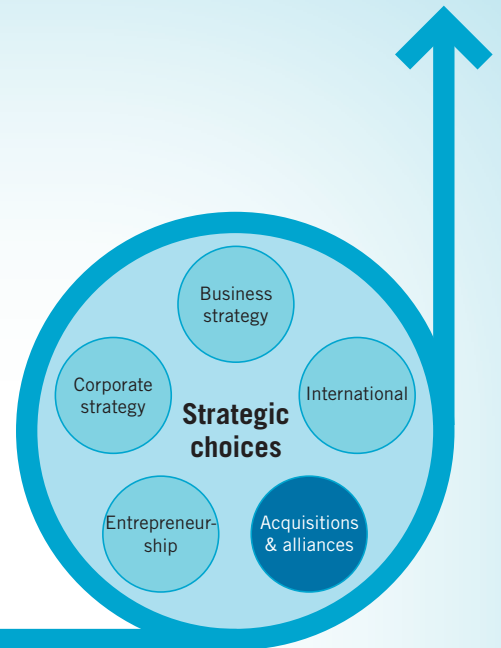 Business
strategy
Corporate
strategy
International
Strategic
choices
Entrepreneur-
ship
Acquisitions
& alliances